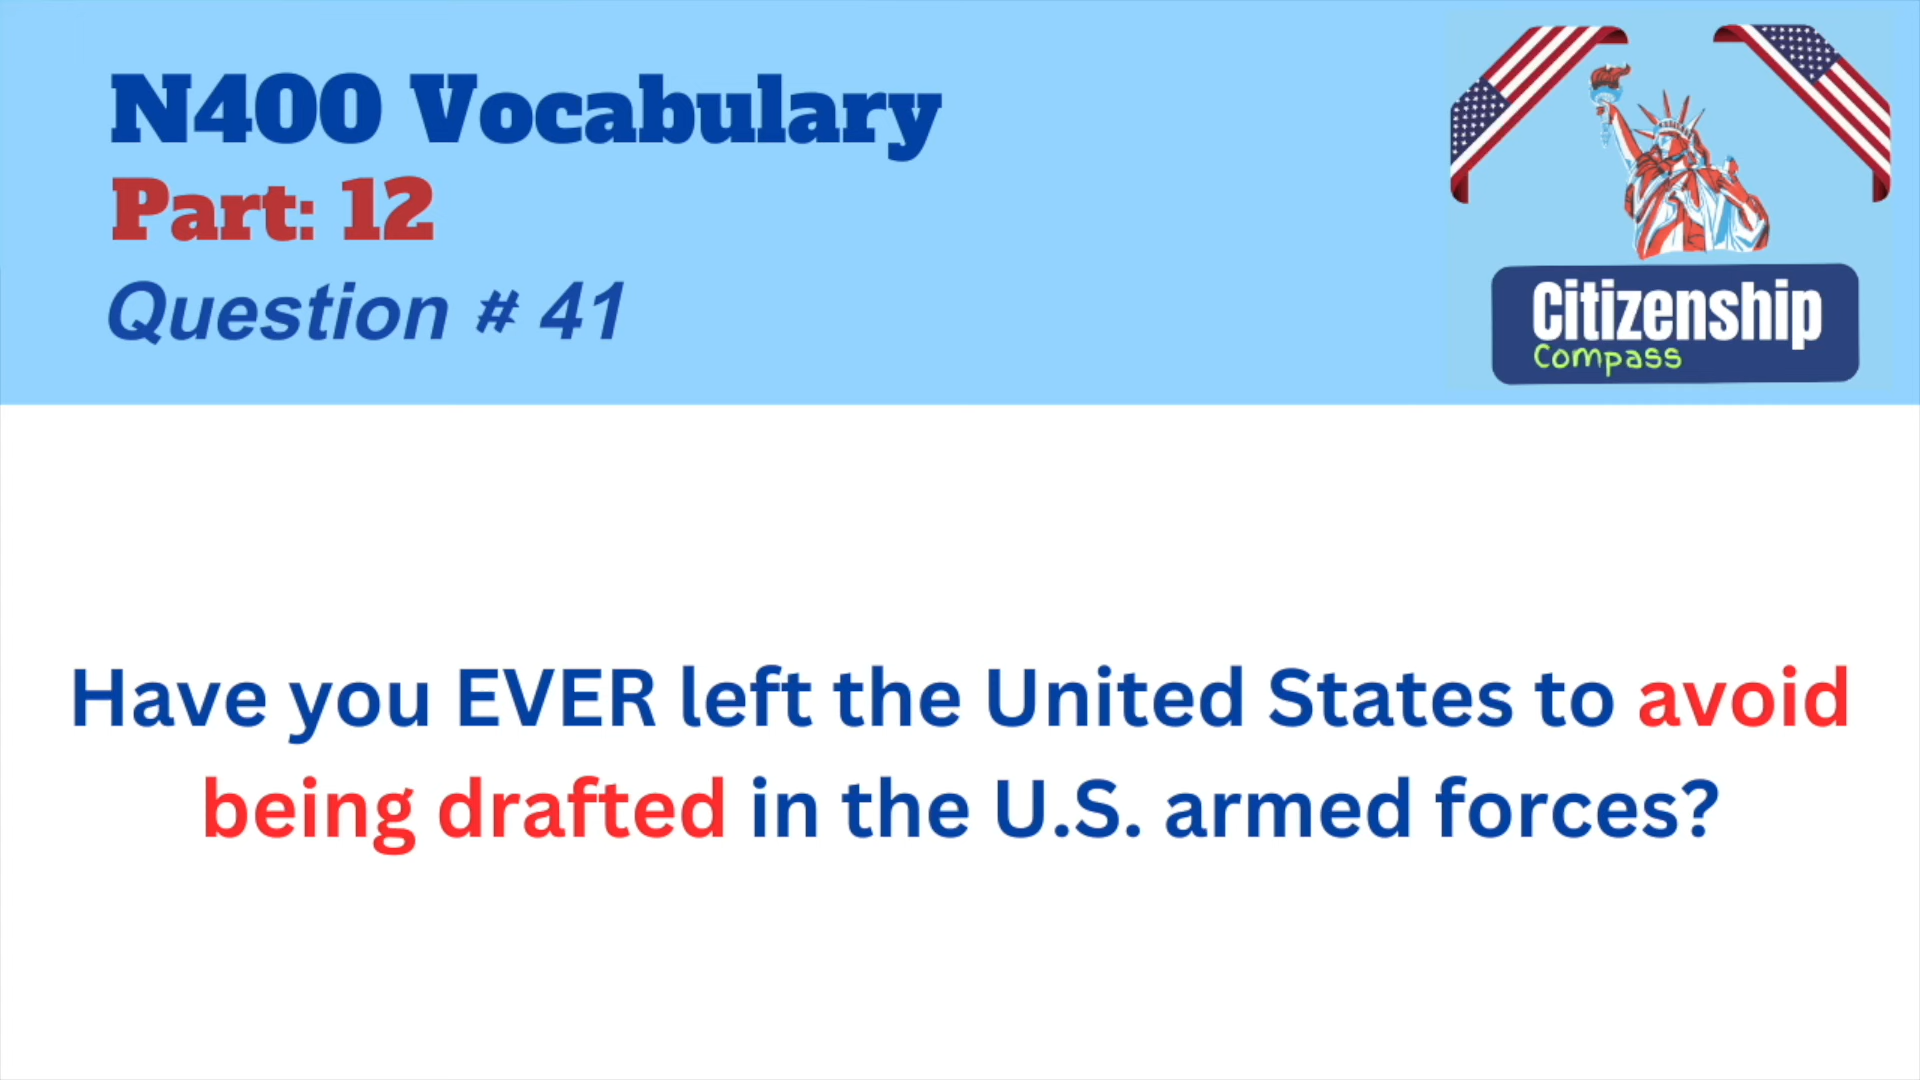 N400 Vocabulary
Part: 12
Question # 41
Citizenship
Compass
Have you EVER left the United States to avoid
being drafted in the U.S. armed forces?